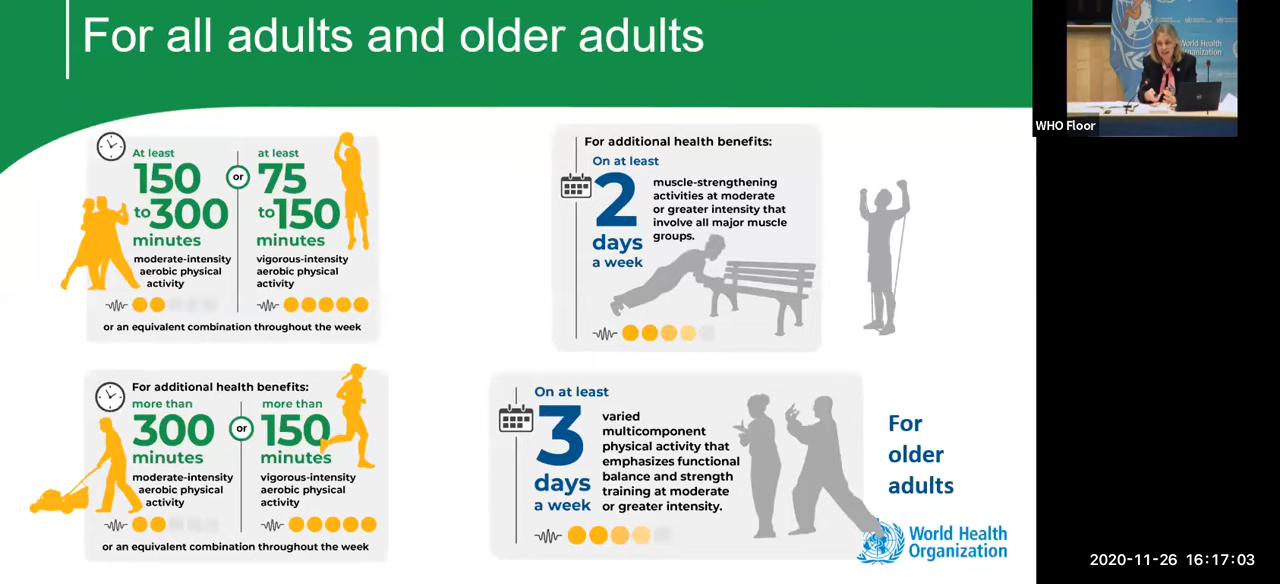 For all adults and older adults
At least
150
to300
minutes
moderate-intensity
aerobic physical
activity
or
at least
75
to150
minutes
vigorous-intensity
aerobic physical
activity
or an equivalent combination throughout the week
For additional health benefits:
On at least
2
days
a week
muscle-strengthening
activities at moderate
or greater intensity that
involve all major muscle
groups.
For additional health benefits:
more than
300
minutes
moderate-intensity
aerobic physical
activity
or
more than
150
minutes
vigorous-intensity
aerobic physical
activity
or an equivalent combination throughout the week
On at least
3
days
a week
varied
multicomponent
physical activity that
emphasizes functional
balance and strength
training at moderate
or greater intensity.
For
older
adults
World Health
Organization
World Health
Organization
WHO Floor
2020-11-26 16:17:03